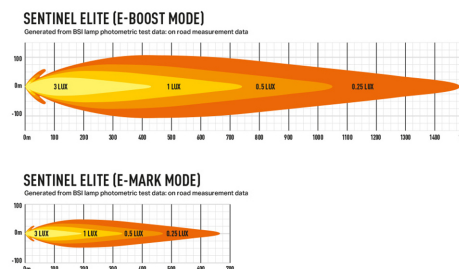 SENTINEL ELITE (E-BOOST MODE)
Generated from BSI lamp photometric test data: on road measurement data
100
0m
-100
3 LUX 1 LUX 0.5 LUX 0.25 LUX
0m 100 200 300 400 500 600 700 800 900 1000 1100 1200 1300 1400
SENTINEL ELITE (E-MARK MODE)
Generated from BSI lamp photometric test data: on road measurement data
100
0m
-100
3 LUX 1 LUX 0.5 LUX 0.25 LUX
0m 100 200 300 400 500 600 700